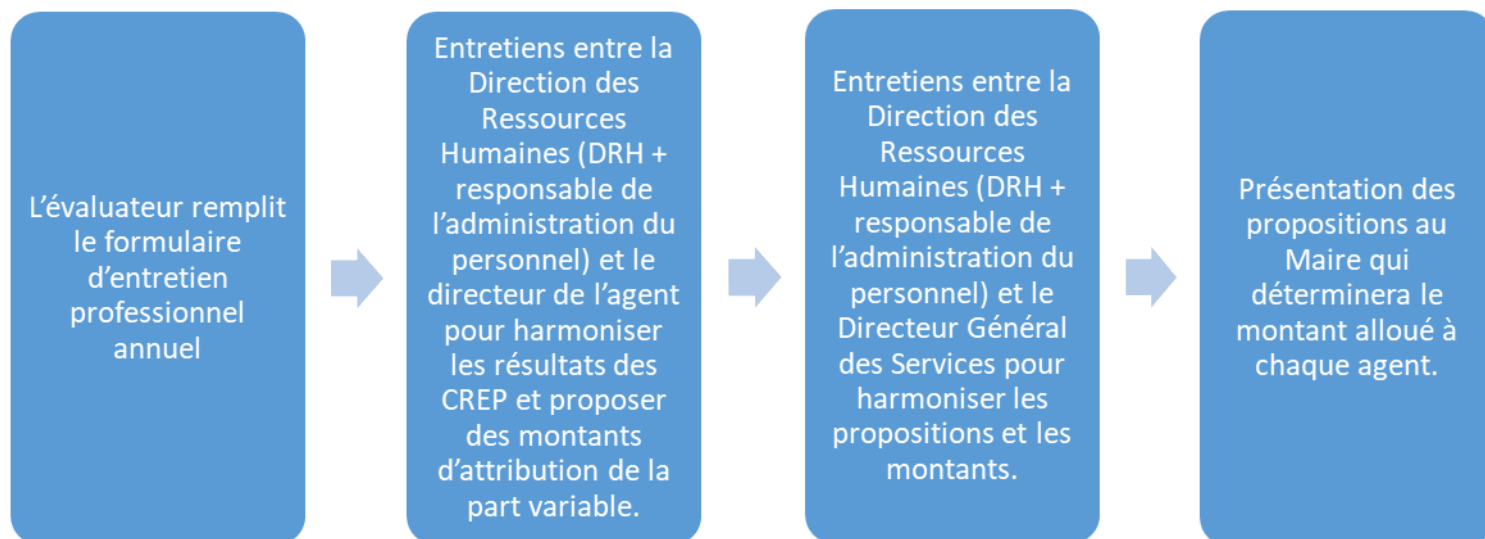 L’évaluateur remplit
le formulaire
d’entretien
professionnel
annuel
Entretiens entre la
Direction des
Ressources
Humaines (DRH +
responsable de
l’administration du
personnel) et le
directeur de l’agent
pour harmoniser
les résultats des
CREP et proposer
des montants
d’attribution de la
part variable.
Entretiens entre la
Direction des
Ressources
Humaines (DRH +
responsable de
l’administration du
personnel) et le
Directeur Général
des Services pour
harmoniser les
propositions et les
montants.
Présentation des
propositions au
Maire qui
déterminera le
montant alloué à
chaque agent.